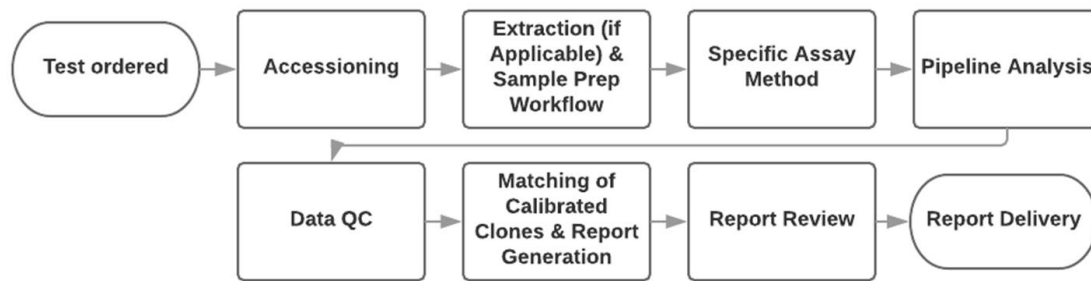 Test ordered
Accessioning
Extraction (if
Applicable) &
Sample Prep
Workflow
Specific Assay
Method
Pipeline Analysis
Data QC
Matching of
Calibrated
Clones & Report
Generation
Report Review
Report Delivery